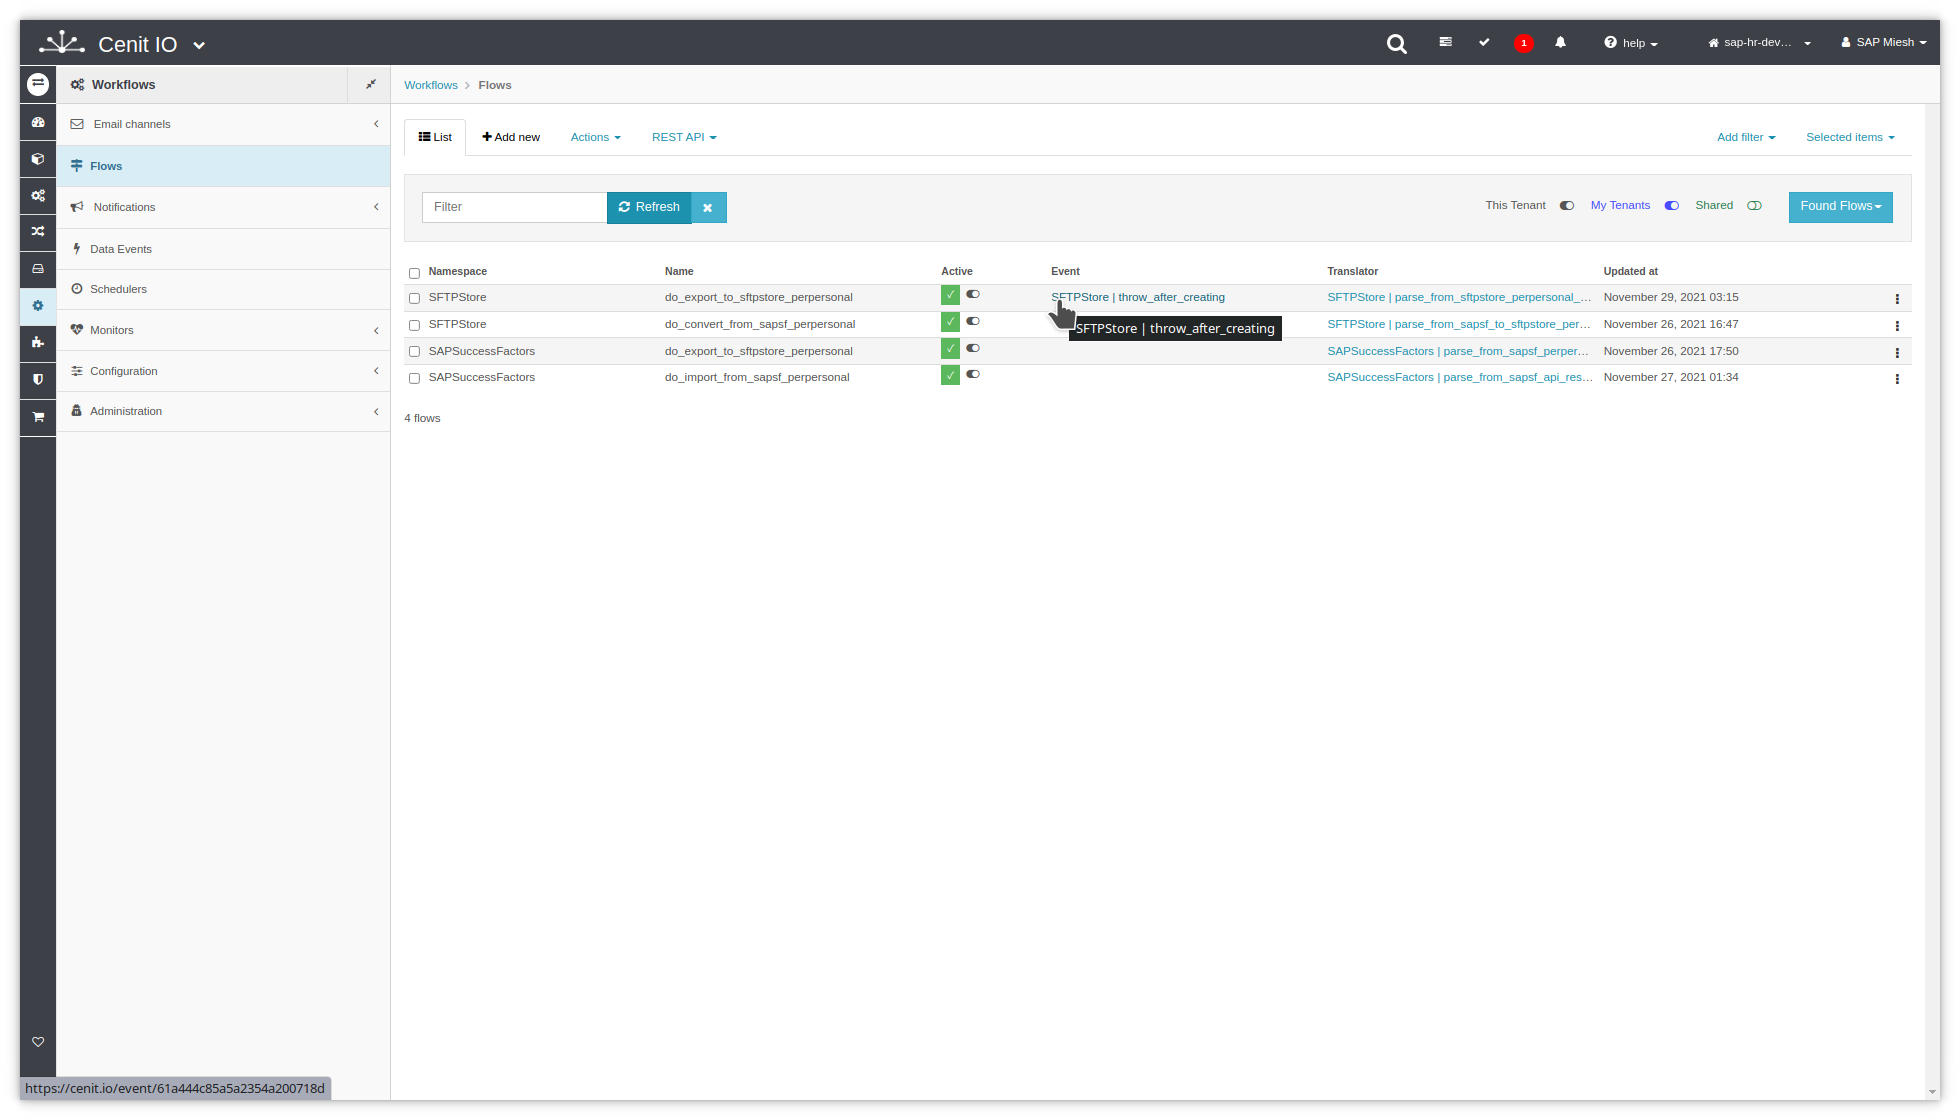 Cenit IO
1
help
sap-hr-dev...
SAP Miesh
Workflows
Workflows
Flows
Email channels
Flows
Notifications
Data Events
Schedulers
Monitors
Configuration
Administration
List
Add new
Actions
REST API
Add filter
Selected items
Filter
Refresh
This Tenant
My Tenants
Shared
Found Flows
Namespace Name Active Event Translator Updated at
SFTPStore do_export_to_sftpstore_perpersonal SFTPStore | throw_after_creating SFTPStore | parse_from_sftpstore_perpersonal_... November 29, 2021 03:15
SFTPStore do_convert_from_sapsf_perpersonal SFTPStore | parse_from_sapsf_to_sftpstore_per... November 26, 2021 16:47
SFTPStore | throw_after_creating
SAPSuccessFactors do_export_to_sftpstore_perpersonal SAPSuccessFactors | parse_from_sapsf_perper... November 26, 2021 17:50
SAPSuccessFactors do_import_from_sapsf_perpersonal SAPSuccessFactors | parse_from_sapsf_api_res... November 27, 2021 01:34
4 flows
https://cenit.io/event/61a444c85a5a2354a200718d